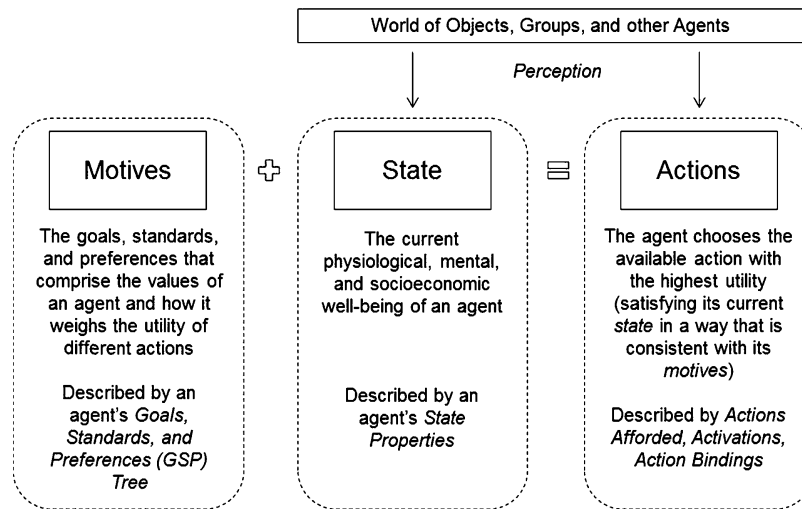 World of Objects, Groups, and other Agents
Perception
Motives
The goals, standards,
and preferences that
comprise the values of
an agent and how it
weighs the utility of
different actions
Described by an
agent's Goals,
Standards, and
Preferences (GSP)
Tree
State
The current
physiological, mental,
and socioeconomic
well-being of an agent
Described by an
agent's State
Properties
Actions
The agent chooses the
available action with
the highest utility
(satisfying its current
state in a way that is
consistent with its
motives)
Described by Actions
Afforded, Activations,
Action Bindings